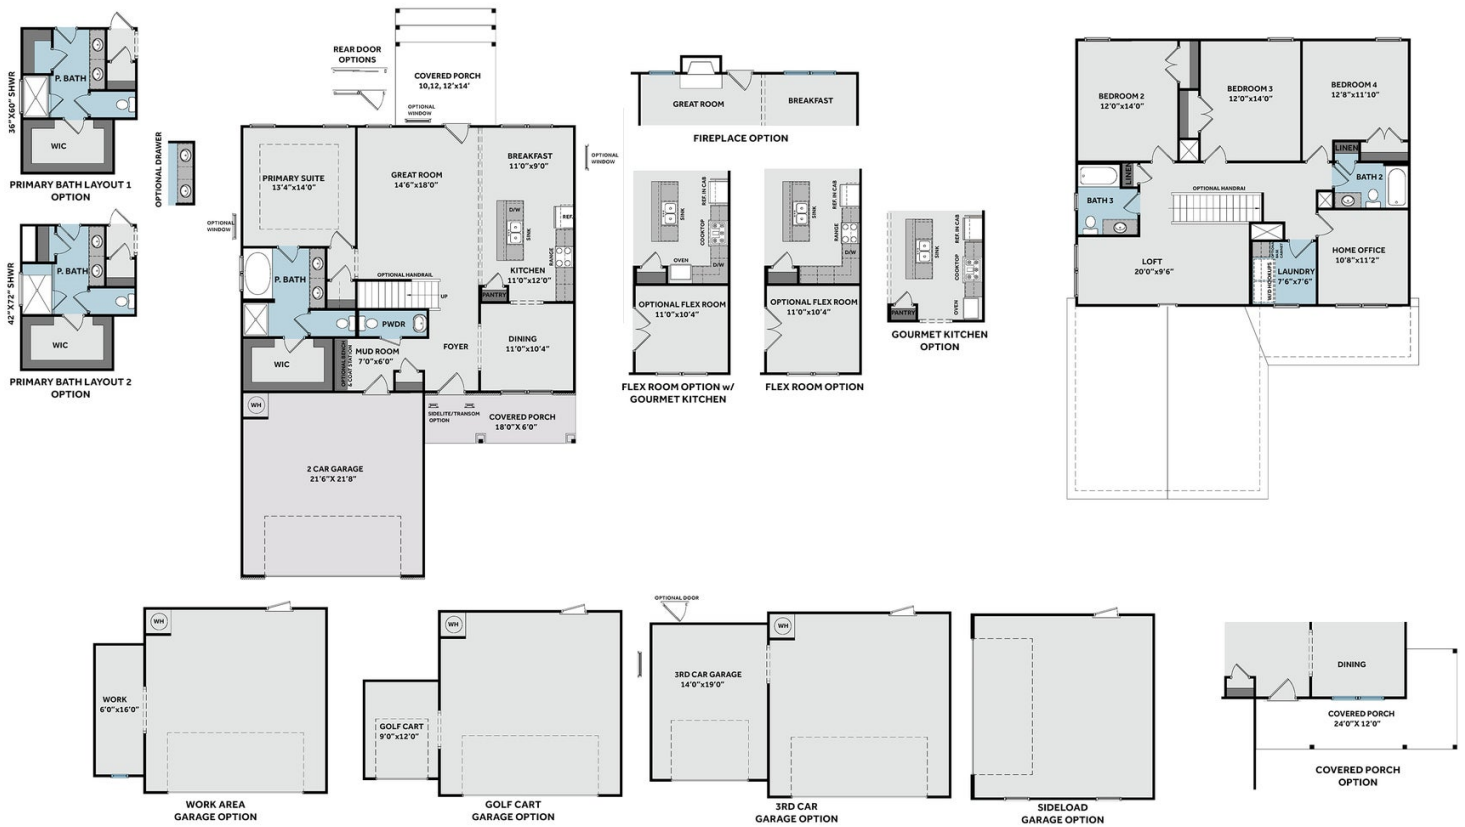 36"X60" SHWR
P. BATH
WIC
PRIMARY BATH LAYOUT 1
OPTION
OPTIONAL DRAWER
42"X72" SHWR
P. BATH
WIC
PRIMARY BATH LAYOUT 2
OPTION
REAR DOOR
OPTIONS
COVERED PORCH
10,12, 12'x14'
OPTIONAL
WINDOW
PRIMARY SUITE
13'4"x14'0"
GREAT ROOM
14'6"x18'0"
BREAKFAST
11'0"x9'0"
OPTIONAL
WINDOW
OPTIONAL
WINDOW
D/W
SINK
REF.
RANGE
KITCHEN
11'0"x12'0"
PANTRY
P. BATH
OPTIONAL HANDRAIL
UP
PWDR
WIC
OPTIONAL BENCH
& COAT STATION
MUD ROOM
7'0"x6'0"
FOYER
DINING
11'0"x10'4"
WH
SIDELITE/TRANSOM
OPTION
COVERED PORCH
18'0"X 6'0"
2 CAR GARAGE
21'6"X 21'8"
GREAT ROOM
BREAKFAST
FIREPLACE OPTION
SINK
REF. IN CAB
COOKTOP
D/W
OVEN
OPTIONAL FLEX ROOM
11'0"x10'4"
FLEX ROOM OPTION w/
GOURMET KITCHEN
SINK
REF. IN CAB
RANGE
D/W
OPTIONAL FLEX ROOM
11'0"x10'4"
FLEX ROOM OPTION
SINK
REF. IN CAB
COOKTOP
OVEN
PANTRY
GOURMET KITCHEN
OPTION
BEDROOM 2
12'0"x14'0"
BEDROOM 3
12'0"x14'0"
BEDROOM 4
12'8"x11'10"
LINEN
LINEN
BATH 2
BATH 3
OPTIONAL HANDRAI
LOFT
20'0"x9'6"
W/D HOOKUPS
LAUNDRY
7'6"x7'6"
HOME OFFICE
10'8"x11'2"
WORK
6'0"x16'0"
WH
WORK AREA
GARAGE OPTION
GOLF CART
9'0"x12'0"
WH
GOLF CART
GARAGE OPTION
OPTIONAL DOOR
3RD CAR GARAGE
14'0"x19'0"
WH
3RD CAR
GARAGE OPTION
SIDELOAD
GARAGE OPTION
DINING
COVERED PORCH
24'0"X 12'0"
COVERED PORCH
OPTION